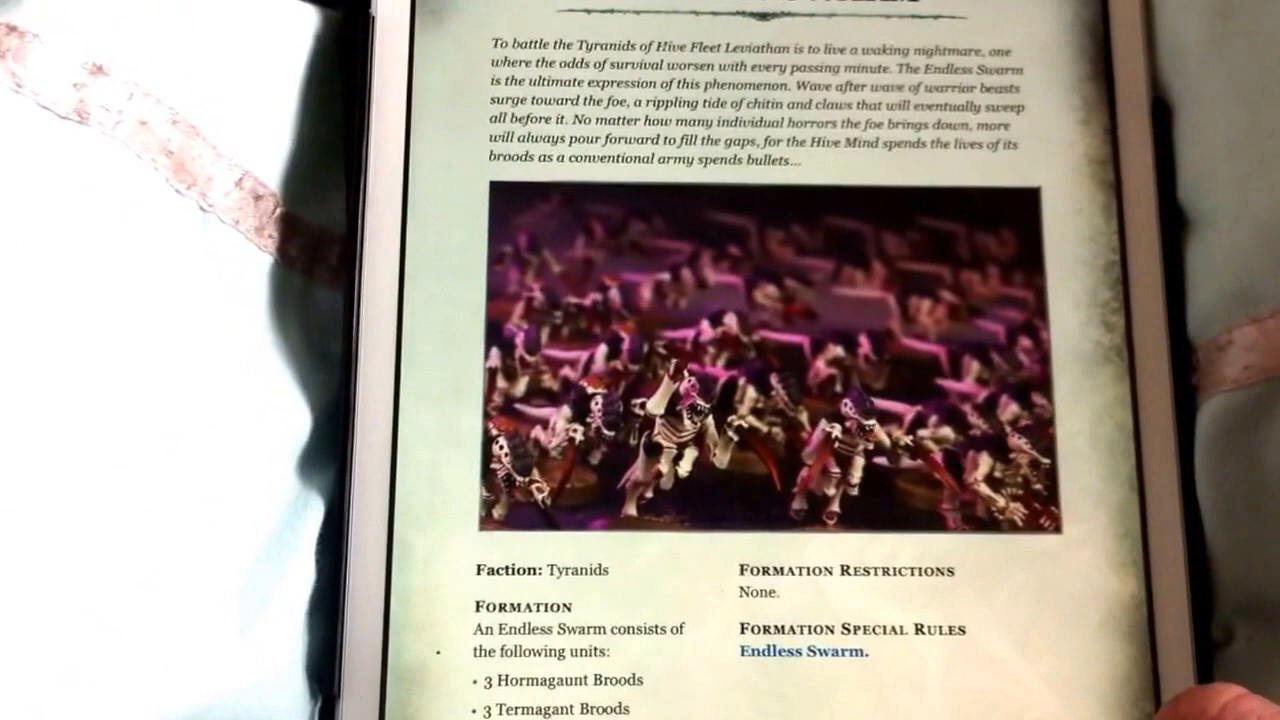 To battle the Tyranids of Hive Fleet Leviathan is to live a waking nightmare, one
where the odds of survival worsen with every passing minute. The Endless Swarm
is the ultimate expression of this phenomenon. Wave after wave of warrior beasts
surge toward the foe, a rippling tide of chitin and claws that will eventually sweep
all before it. No matter how many individual horrors the foe brings down, more
will always pour forward to fill the gaps, for the Hive Mind spends the lives of its
broods as a conventional army spends bullets...
Faction: Tyranids
FORMATION
An Endless Swarm consists of
the following units:
• 3 Hormagaunt Broods
• 3 Termagant Broods
FORMATION RESTRICTIONS
None.
FORMATION SPECIAL RULES
Endless Swarm.